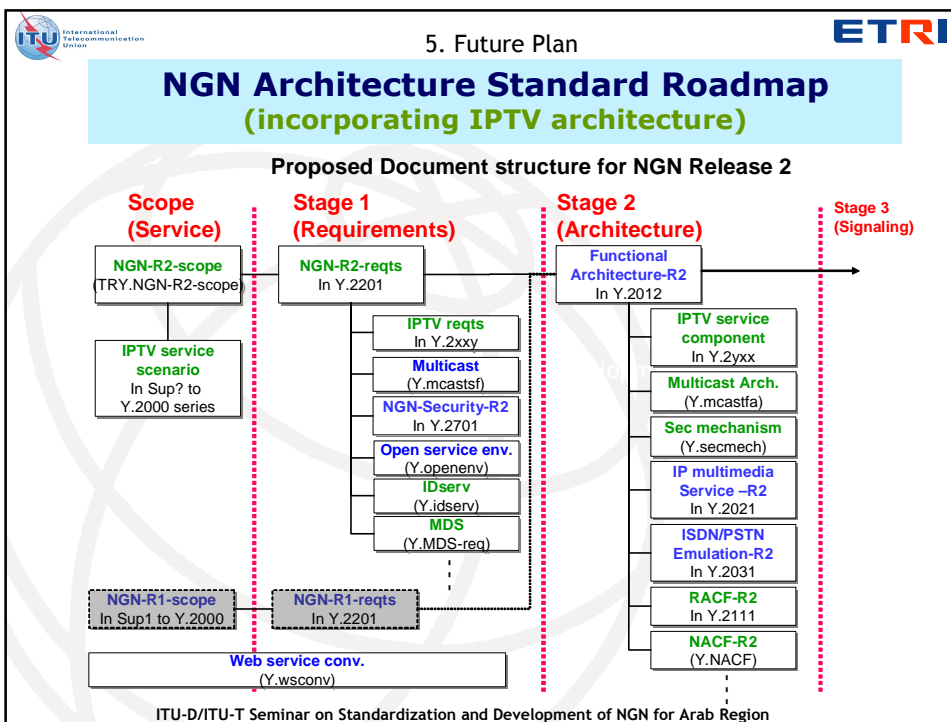 International
Telecommunication
Union
ITU
5. Future Plan
ETRI
NGN Architecture Standard Roadmap
(incorporating IPTV architecture)
Proposed Document structure for NGN Release 2
Scope
(Service)
Stage 1
(Requirements)
Stage 2
(Architecture)
Stage 3
(Signaling)
NGN-R2-scope
(TRY.NGN-R2-scope)
IPTV service
scenario
In Sup? to
Y.2000 series
NGN-R2-reqts
In Y.2201
IPTV reqts
In Y.2xxy
Multicast
(Y.mcastsf)
NGN-Security-R2
In Y.2701
Open service env.
(Y.openenv)
IDserv
(Y.idserv)
MDS
(Y.MDS-req)
Functional
Architecture-R2
In Y.2012
IPTV service
component
In Y.2yxx
Multicast Arch.
(Y.mcastfa)
Sec mechanism
(Y.secmech)
IP multimedia
Service –R2
In Y.2021
ISDN/PSTN
Emulation-R2
In Y.2031
RACF-R2
In Y.2111
NACF-R2
(Y.NACF)
NGN-R1-scope
In Sup1 to Y.2000
NGN-R1-reqts
In Y.2201
Web service conv.
(Y.wsconv)
ITU-D/ITU-T Seminar on Standardization and Development of NGN for Arab Region